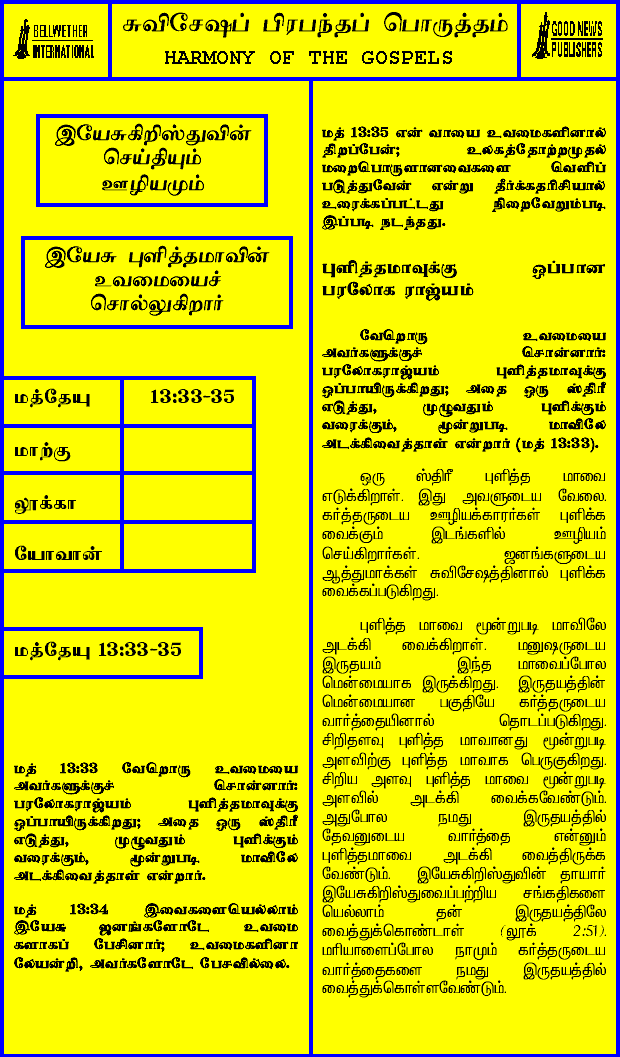 BELLWETHER
INTERNATIONAL
சுவிசேஷப் பிரபந்தப் பொருத்தம்
HARMONY OF THE GOSPELS
GOOD NEWS
PUBLISHERS
இயேசுகிறிஸ்துவின்
செய்தியும்
ஊழியமும்
இயேசு புளித்தமாவின்
உவமையைச்
சொல்லுகிறார்
மத்தேயு 13:33-35
மாற்கு
லூக்கா
யோவான்
மத்தேயு 13:33-35
மத் 13:33 வேறொரு உவமையை
அவர்களுக்குச் சொன்னார்:
பரலோகராஜ்யம் புளித்தமாவுக்கு
ஒப்பாயிருக்கிறது; அதை ஒரு ஸ்திரீ
எடுத்து, முழுவதும் புளிக்கும்
வரைக்கும், மூன்றுபடி மாவிலே
அடக்கிவைத்தாள் என்றார்.
மத் 13:34 இவைகளையெல்லாம்
இயேசு ஜனங்களோடே உவமை
களாகப் பேசினார்; உவமைகளினா
லேயன்றி, அவர்களோடே பேசவில்லை.
மத் 13:35 என் வாயை உவமைகளினால்
திறப்பேன்; உலகத்தோற்றமுதல்
மறைபொருளானவைகளை வெளிப்
படுத்துவேன் என்று தீர்க்கதரிசியால்
உரைக்கப்பட்டது நிறைவேறும்படி
இப்படி நடந்தது.
புளித்தமாவுக்கு ஒப்பான
பரலோக ராஜ்யம்
வேறொரு உவமையை
அவர்களுக்குச் சொன்னார்:
பரலோகராஜ்யம் புளித்தமாவுக்கு
ஒப்பாயிருக்கிறது; அதை ஒரு ஸ்திரீ
எடுத்து, முழுவதும் புளிக்கும்
வரைக்கும், மூன்றுபடி மாவிலே
அடக்கிவைத்தாள் என்றார் (மத் 13:33).
ஒரு ஸ்திரீ புளித்த மாவை
எடுக்கிறாள். இது அவளுடைய வேலை.
கர்த்தருடைய ஊழியக்காரர்கள் புளிக்க
வைக்கும் இடங்களில் ஊழியம்
செய்கிறார்கள். ஜனங்களுடைய
ஆத்துமாக்கள் சுவிசேஷத்தினால் புளிக்க
வைக்கப்படுகிறது.
புளித்த மாவை மூன்றுபடி மாவிலே
அடக்கி வைக்கிறாள். மனுஷருடைய
இருதயம் இந்த மாவைப்போல
மென்மையாக இருக்கிறது. இருதயத்தின்
மென்மையான பகுதியே கர்த்தருடைய
வார்த்தையினால் தொடப்படுகிறது.
சிறிதளவு புளித்த மாவானது மூன்றுபடி
அளவிற்கு புளித்த மாவாக பெருகுகிறது.
சிறிய அளவு புளித்த மாவை மூன்றுபடி
அளவில் அடக்கி வைக்கவேண்டும்.
அதுபோல நமது இருதயத்தில்
தேவனுடைய வார்த்தை என்னும்
புளித்தமாவை அடக்கி வைத்திருக்க
வேண்டும். இயேசுகிறிஸ்துவின் தாயார்
இயேசுகிறிஸ்துவைப்பற்றிய சங்கதிகளை
யெல்லாம் தன் இருதயத்திலே
வைத்துக்கொண்டாள் (லூக் 2:51).
மரியாளைப்போல நாமும் கர்த்தருடைய
வார்த்தைகளை நமது இருதயத்தில்
வைத்துக்கொள்ளவேண்டும்.